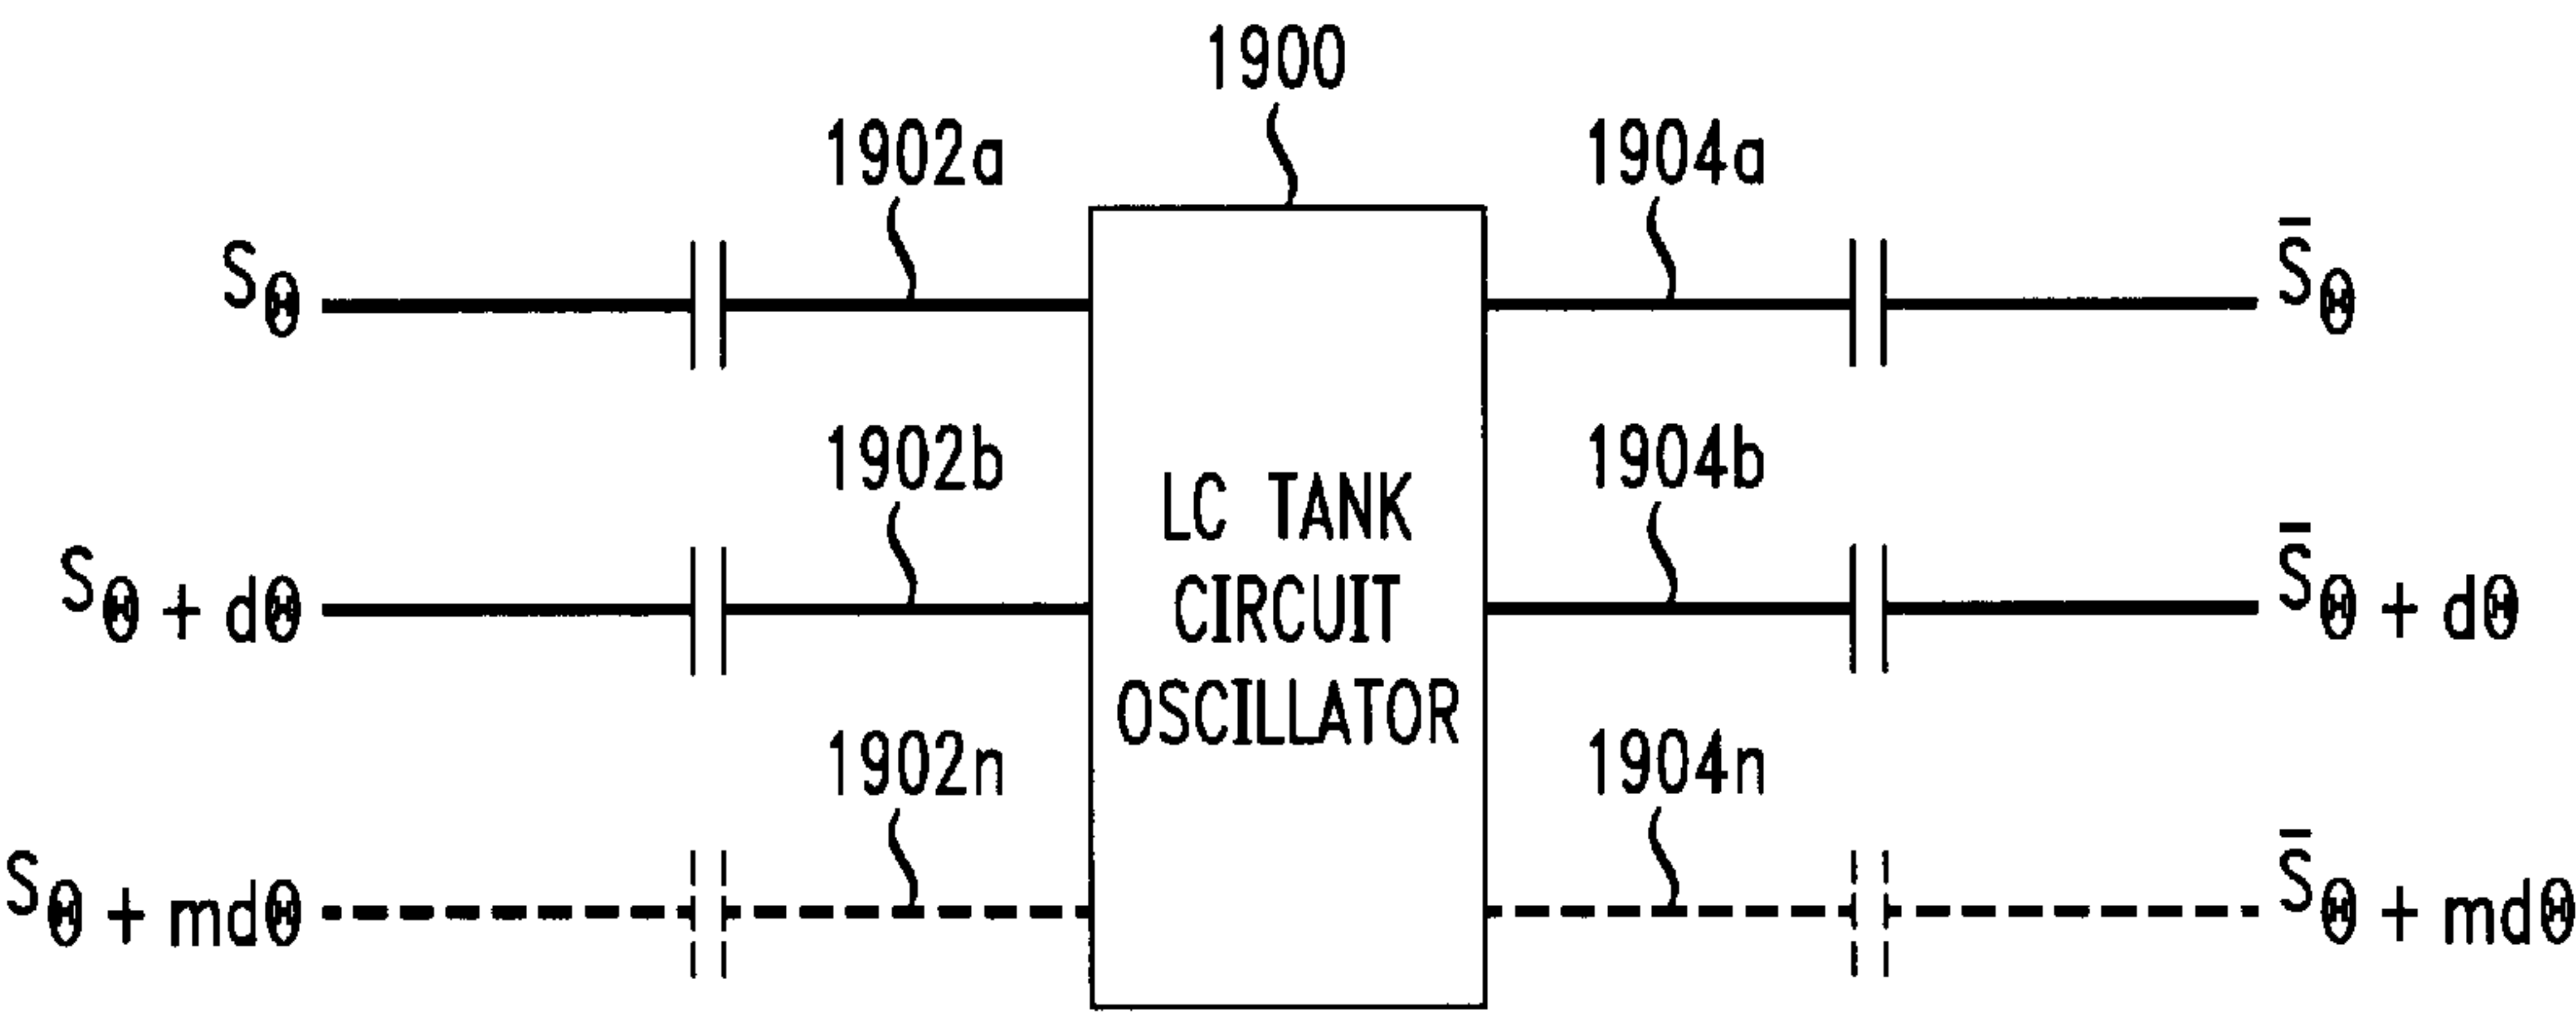 1900
1902a
1904a
SΘ
S̄Θ
1902b
1904b
SΘ + dΘ
S̄Θ + dΘ
LC TANK
CIRCUIT
OSCILLATOR
1902n
1904n
SΘ + mdΘ
S̄Θ + mdΘ